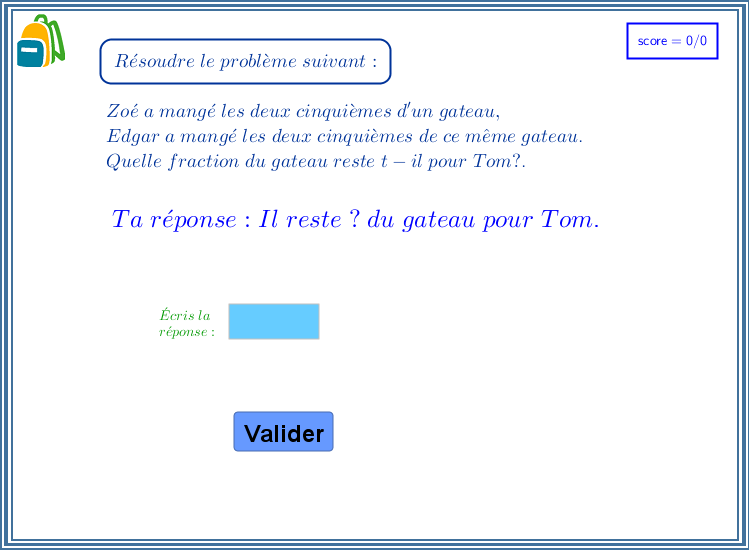 score = 0/0
Résoudre le problème suivant :
Zoé a mangé les deux cinquièmes d'un gateau,
Edgar a mangé les deux cinquièmes de ce même gateau.
Quelle fraction du gateau reste t − il pour Tom?.
Ta réponse : Il reste ? du gateau pour Tom.
Écris la
réponse :
Valider